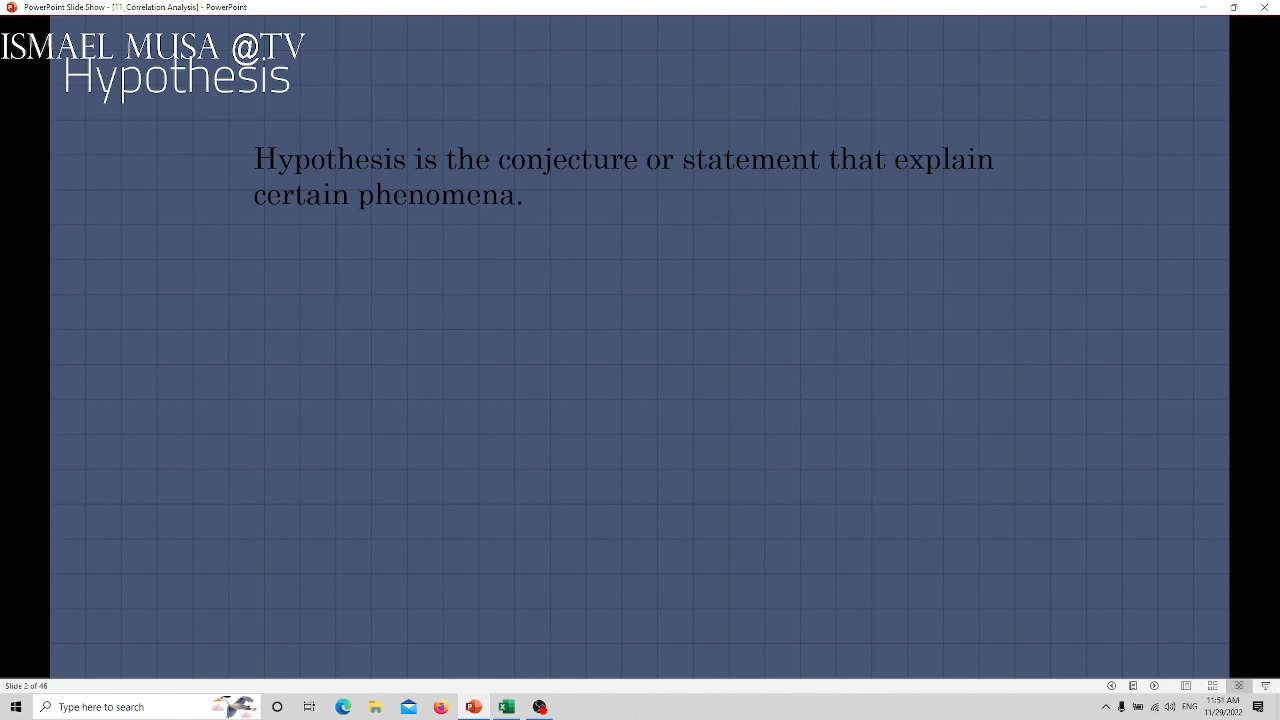 PowerPoint Slide Show - [11_Correlation Analysis] - PowerPoint
ISMAEL MUSA @TV
Hypothesis
Hypothesis is the conjecture or statement that explain
certain phenomena.
Slide 2 of 46
Type here to search
ENG
11:51 AM
11/29/2022